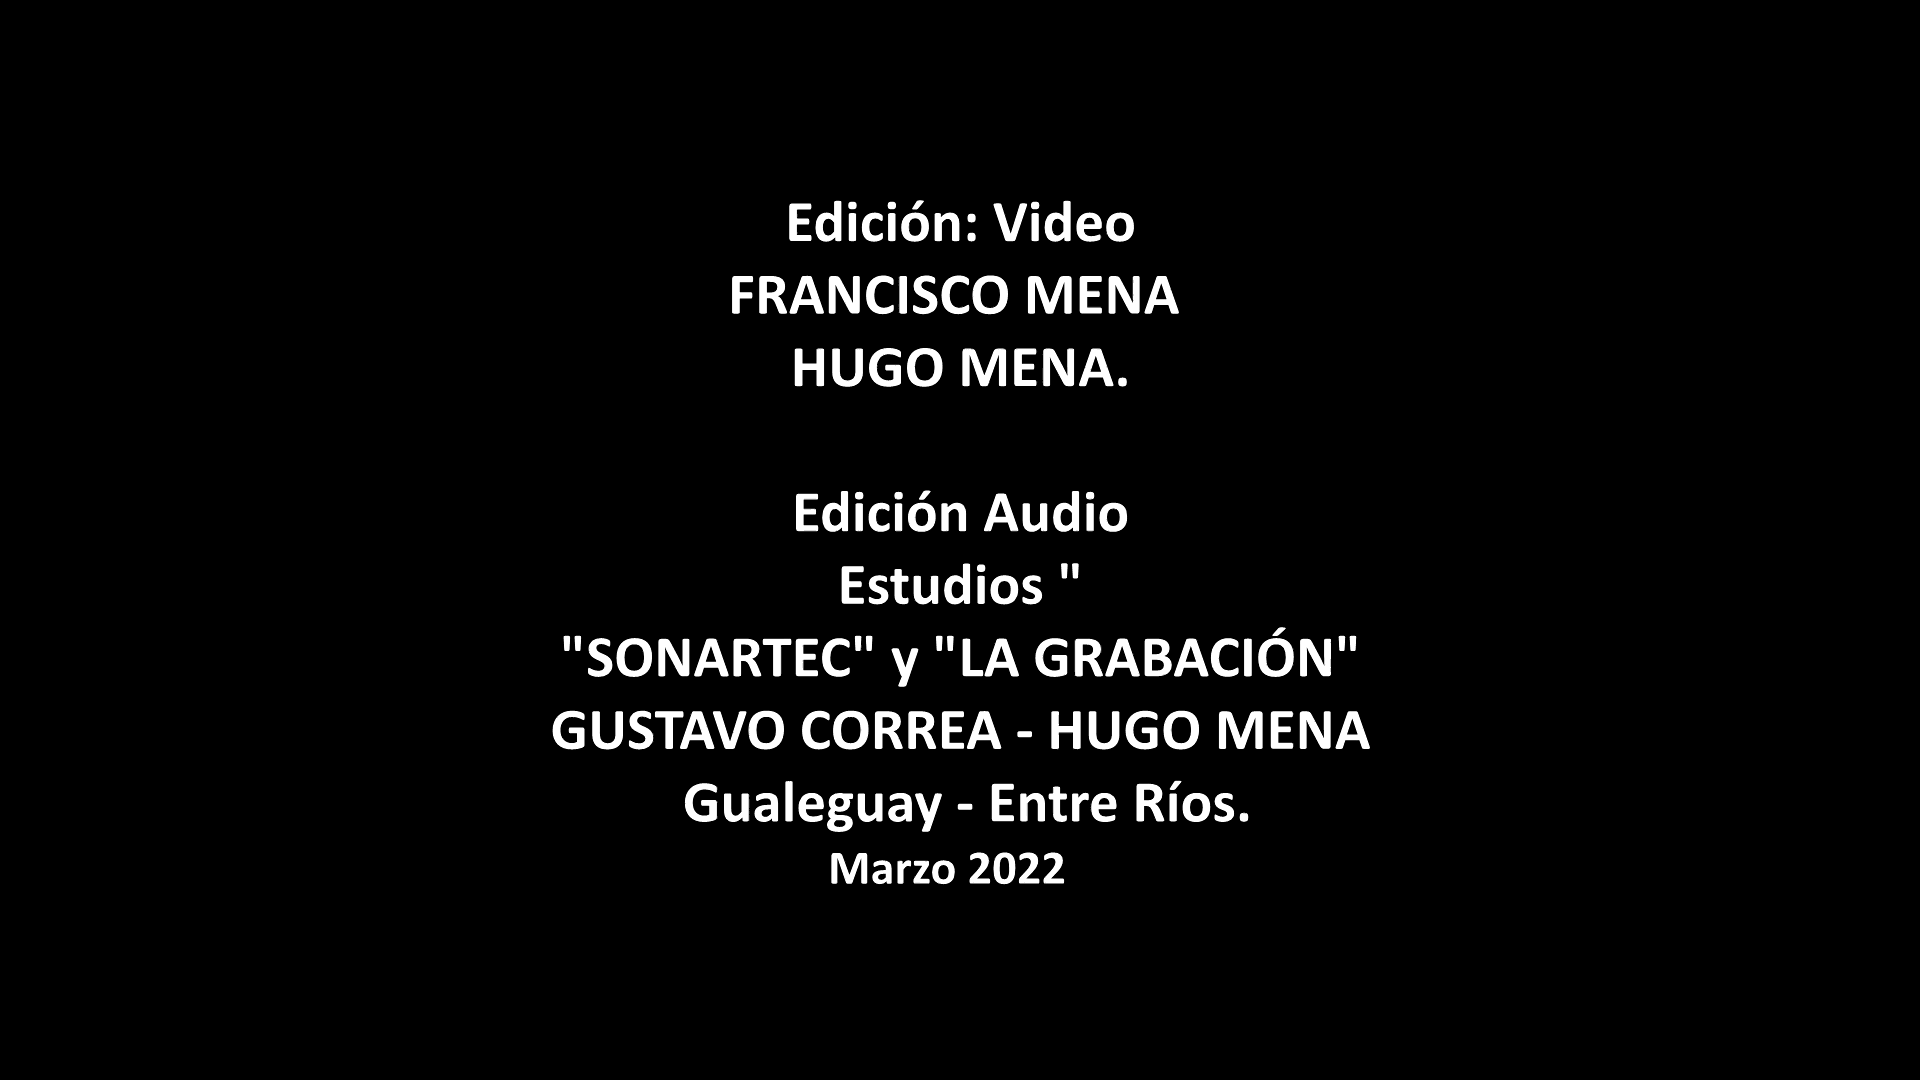 Edición: Video
FRANCISCO MENA
HUGO MENA.
Edición Audio
Estudios "
"SONARTEC" y "LA GRABACIÓN"
GUSTAVO CORREA - HUGO MENA
Gualeguay - Entre Ríos.
Marzo 2022